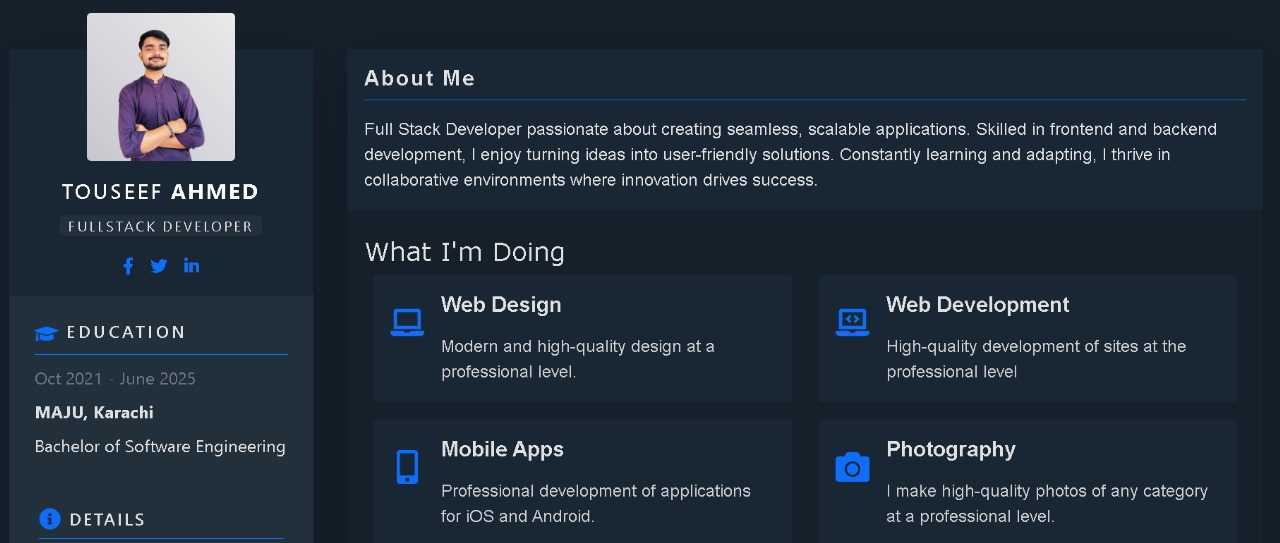 TOUSEEF AHMED
FULLSTACK DEVELOPER
EDUCATION
Oct 2021 - June 2025
MAJU, Karachi
Bachelor of Software Engineering
DETAILS
About Me
Full Stack Developer passionate about creating seamless, scalable applications. Skilled in frontend and backend
development, I enjoy turning ideas into user-friendly solutions. Constantly learning and adapting, I thrive in
collaborative environments where innovation drives success.
What I'm Doing
Web Design
Modern and high-quality design at a
professional level.
Web Development
High-quality development of sites at the
professional level
Mobile Apps
Professional development of applications
for iOS and Android.
Photography
I make high-quality photos of any category
at a professional level.